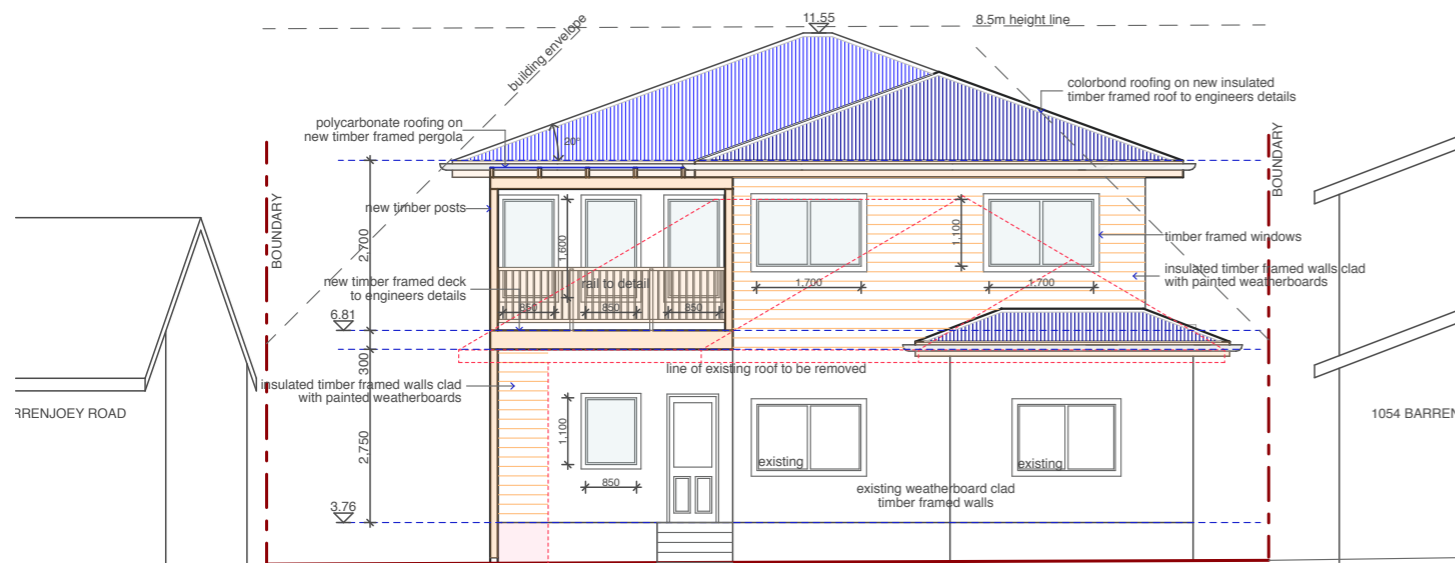 11.55
8.5m height line
building envelope
colorbond roofing on new insulated
timber framed roof to engineers details
polycarbonate roofing on
new timber framed pergola
20°
BOUNDARY
BOUNDARY
new timber posts
2,700
1,600
1,100
timber framed windows
new timber framed deck
to engineers details
rail to detail
insulated timber framed walls clad
with painted weatherboards
850
850
850
1,700
1,700
6.81
300
line of existing roof to be removed
insulated timber framed walls clad
with painted weatherboards
RRENJOEY ROAD
1054 BARREN
2,750
1,100
850
existing
existing
existing weatherboard clad
timber framed walls
3.76